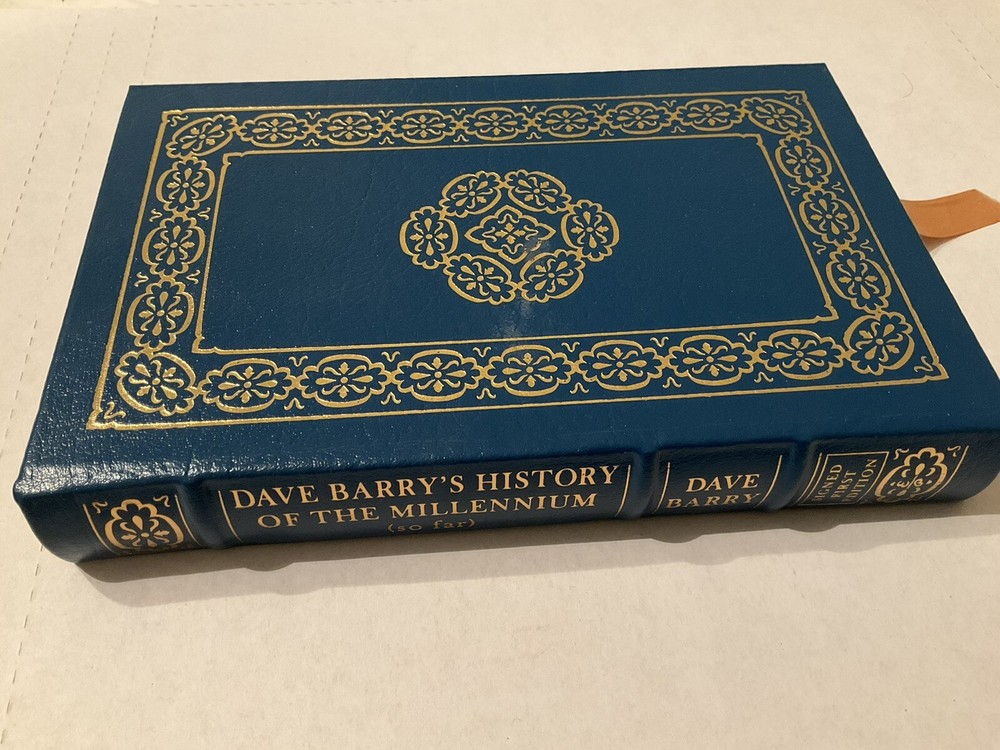 DAVE BARRY'S HISTORY
OF THE MILLENNIUM
(so far)
DAVE
BARRY
SIGNED
FIRST
EDITION